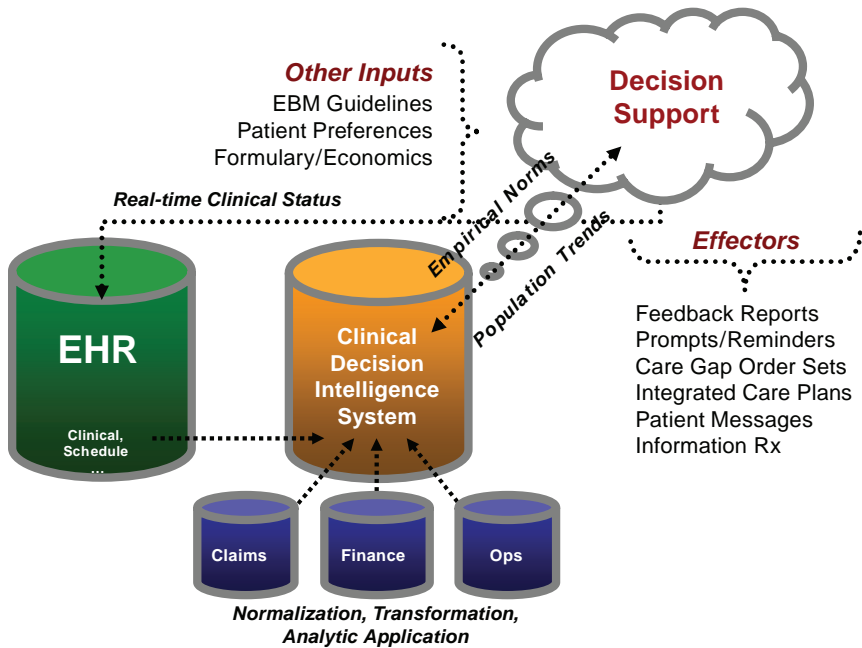 Other Inputs
EBM Guidelines
Patient Preferences
Formulary/Economics
Decision
Support
Real-time Clinical Status
Empirical Norms
Population Trends
Effectors
Feedback Reports
Prompts/Reminders
Care Gap Order Sets
Integrated Care Plans
Patient Messages
Information Rx
EHR
Clinical,
Schedule
...
Clinical
Decision
Intelligence
System
Claims
Finance
Ops
Normalization, Transformation,
Analytic Application